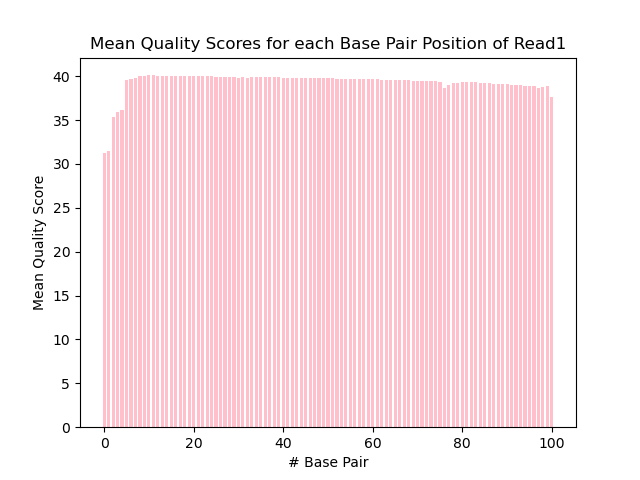 Mean Quality Scores for each Base Pair Position of Read1
40
35
30
25
20
15
10
5
0
Mean Quality Score
0 20 40 60 80 100
# Base Pair